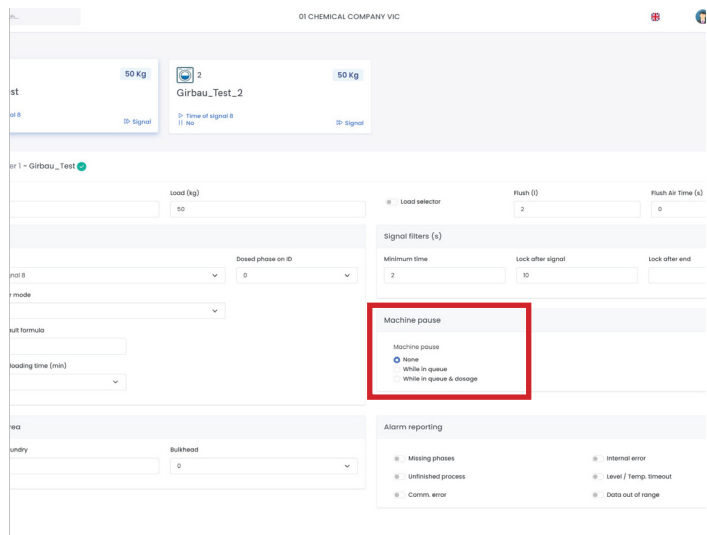 n...
01 CHEMICAL COMPANY VIC
50 Kg
st
al 8
Signal
2
50 Kg
Girbau_Test_2
Time of signal 8
No
Signal
er 1 - Girbau_Test
Load (kg)
50
Load selector
Flush (l)
2
Flush Air Time (s)
0
Dosed phase on ID
gnal 8
0
r mode
ault formula
loading time (min)
Signal filters (s)
Minimum time
Lock after signal
Lock after end
2
10
Machine pause
Machine pause
None
While in queue
While in queue & dosage
rea
undry
Bulkhead
0
Alarm reporting
Missing phases
Internal error
Unfinished process
Level / Temp. timeout
Comm. error
Data out of range